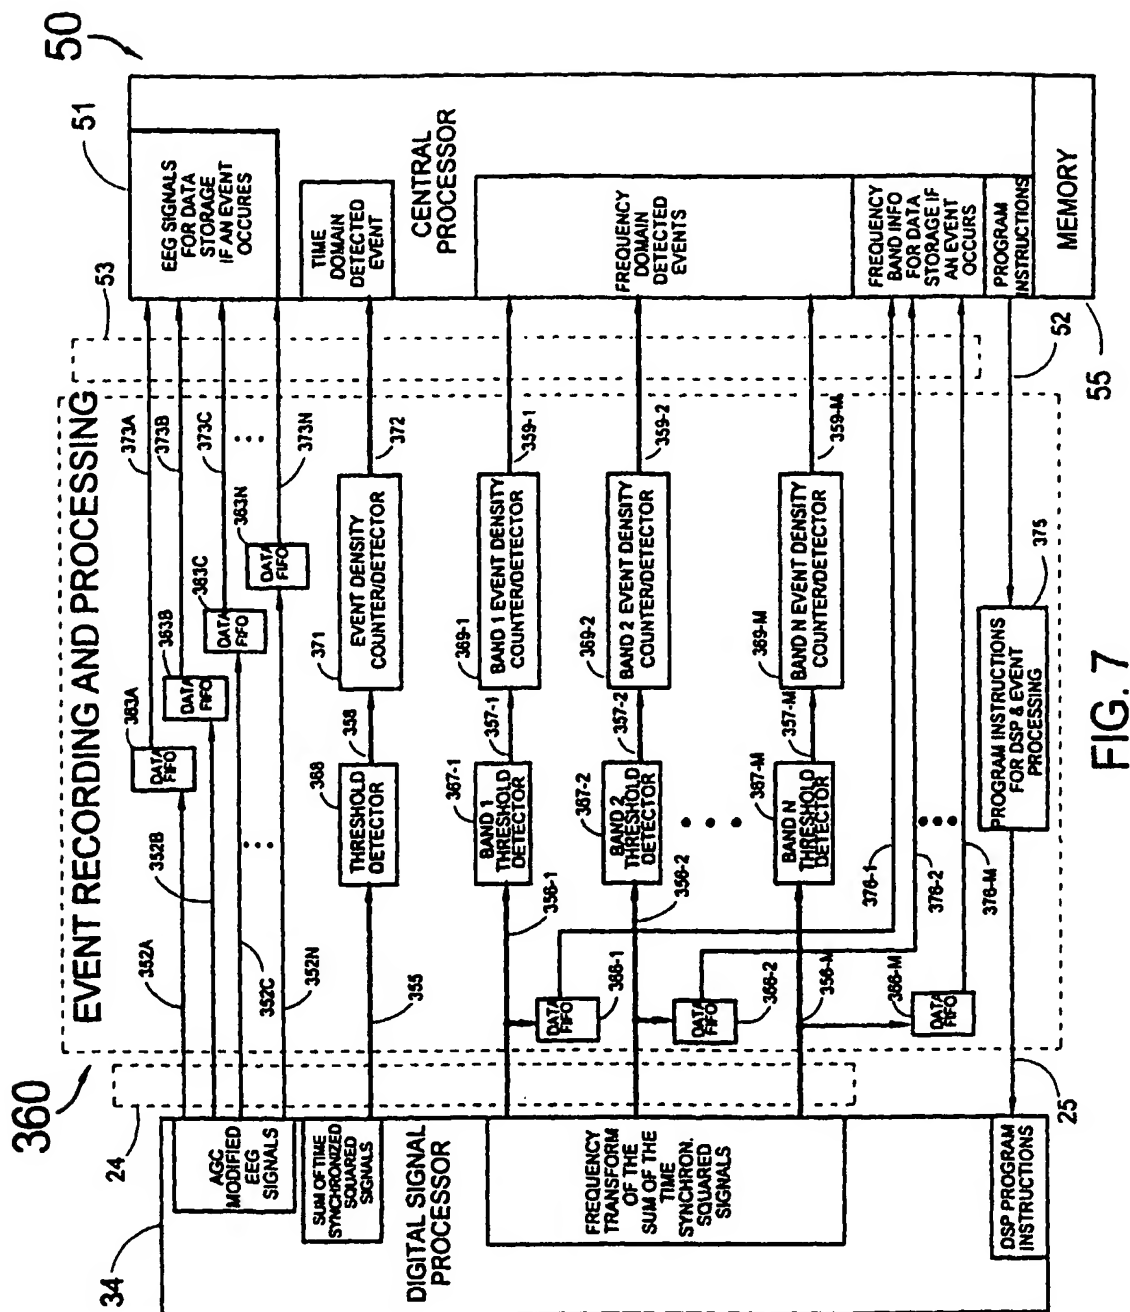 360
EVENT RECORDING AND PROCESSING
50
34
24
53
51
DIGITAL SIGNAL
PROCESSOR
AGC
MODIFIED
EEG
SIGNALS
SUM OF TIME
SYNCHRONIZED
SQUARED
SIGNALS
FREQUENCY
TRANSFORM
OF THE
SUM OF THE
TIME
SYNCHRON.
SQUARED
SIGNALS
DSP PROGRAM
INSTRUCTIONS
25
352A
352B
352C
352N
363A
DATA
FIFO
363B
DATA
FIFO
363C
DATA
FIFO
363N
DATA
FIFO
373A
373B
373C
373N
355
368
THRESHOLD
DETECTOR
358
371
EVENT DENSITY
COUNTER/DETECTOR
372
356-1
367-1
BAND 1
THRESHOLD
DETECTOR
357-1
369-1
BAND 1 EVENT DENSITY
COUNTER/DETECTOR
359-1
356-2
367-2
BAND 2
THRESHOLD
DETECTOR
357-2
369-2
BAND 2 EVENT DENSITY
COUNTER/DETECTOR
359-2
356-M
367-M
BAND N
THRESHOLD
DETECTOR
357-M
369-M
BAND N EVENT DENSITY
COUNTER/DETECTOR
359-M
DATA
FIFO
366-1
DATA
FIFO
366-2
DATA
FIFO
366-M
376-1
376-2
376-M
PROGRAM INSTRUCTIONS
FOR DSP & EVENT
PROCESSING
375
52
EEG SIGNALS
FOR DATA
STORAGE
IF AN EVENT
OCCURES
TIME
DOMAIN
DETECTED
EVENT
CENTRAL
PROCESSOR
FREQUENCY
DOMAIN
DETECTED
EVENTS
FREQUENCY
BAND INFO
FOR DATA
STORAGE IF
AN EVENT
OCCURS
PROGRAM
INSTRUCTIONS
MEMORY
55
FIG. 7